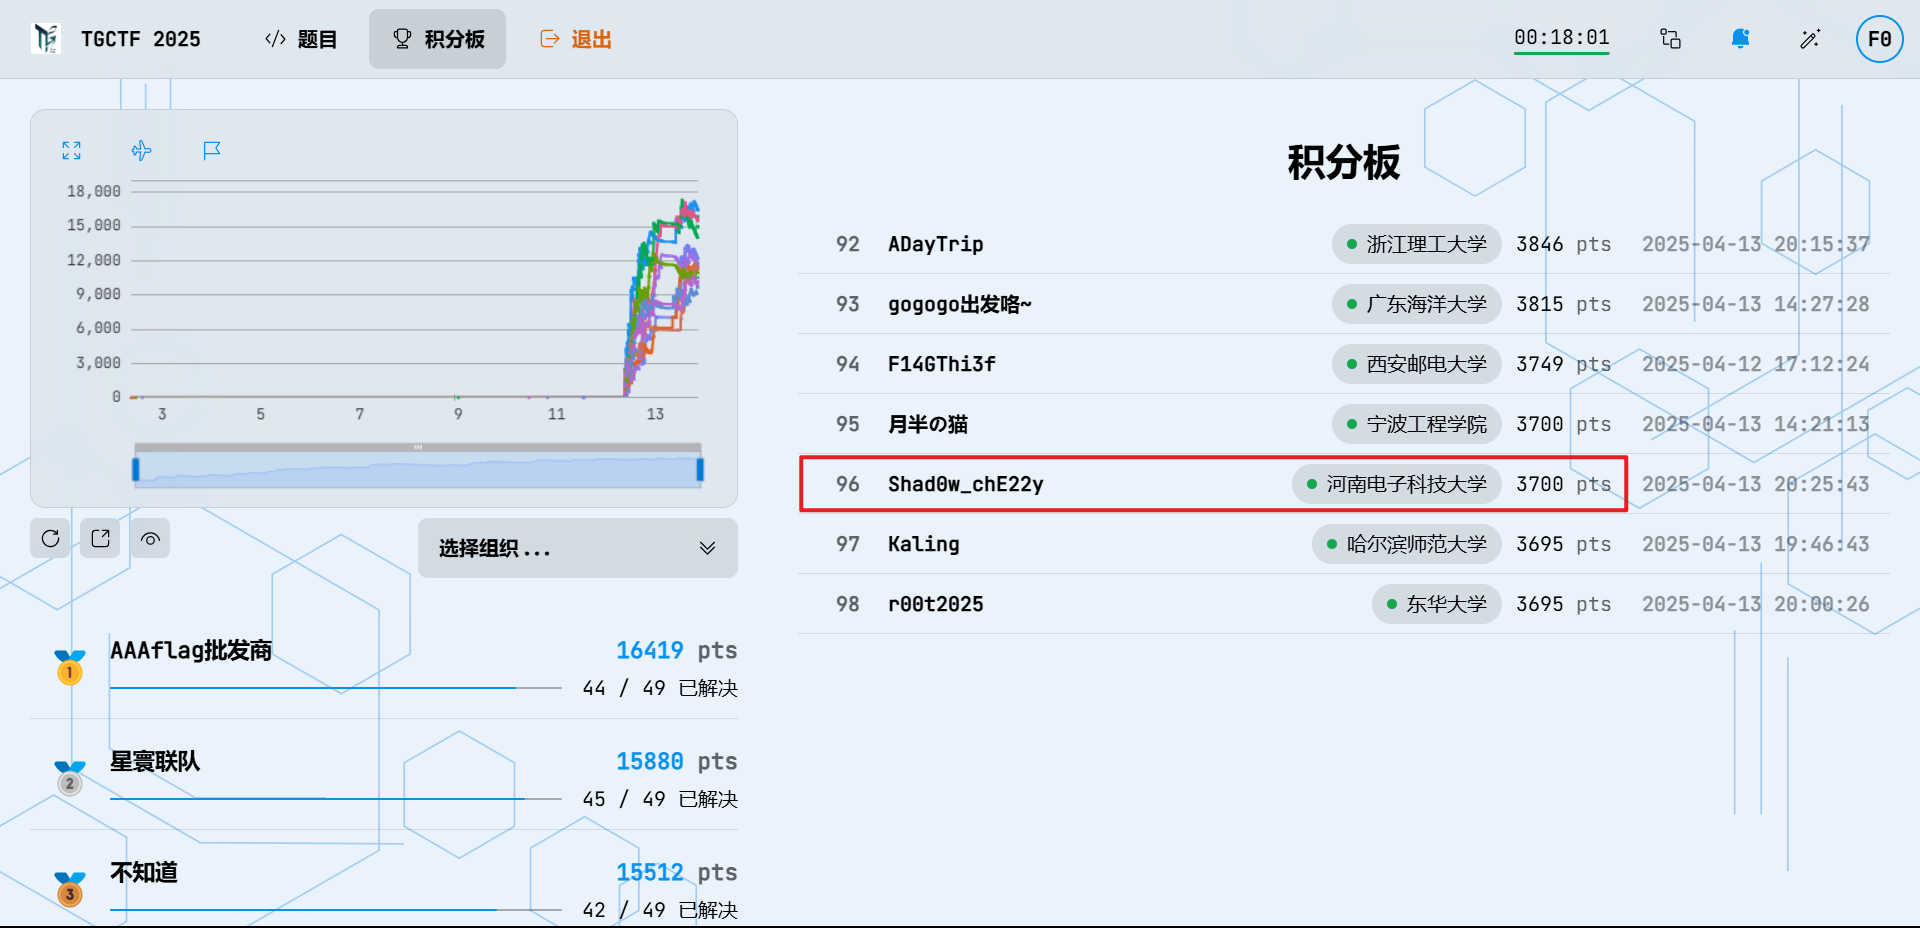 TGCTF 2025 题目 积分板 退出 00:18:01 F0
18,000
15,000
12,000
9,000
6,000
3,000
0
3 5 7 9 11 13
选择组织...
1 AAAflag批发商 16419 pts
44 / 49 已解决
2 星寰联队 15880 pts
45 / 49 已解决
3 不知道 15512 pts
42 / 49 已解决
积分板
92 ADayTrip 浙江理工大学 3846 pts 2025-04-13 20:15:37
93 gogogo出发咯~ 广东海洋大学 3815 pts 2025-04-13 14:27:28
94 F14GThi3f 西安邮电大学 3749 pts 2025-04-12 17:12:24
95 月半の猫 宁波工程学院 3700 pts 2025-04-13 14:21:13
96 Shad0w_chE22y 河南电子科技大学 3700 pts 2025-04-13 20:25:43
97 Kaling 哈尔滨师范大学 3695 pts 2025-04-13 19:46:43
98 r00t2025 东华大学 3695 pts 2025-04-13 20:00:26